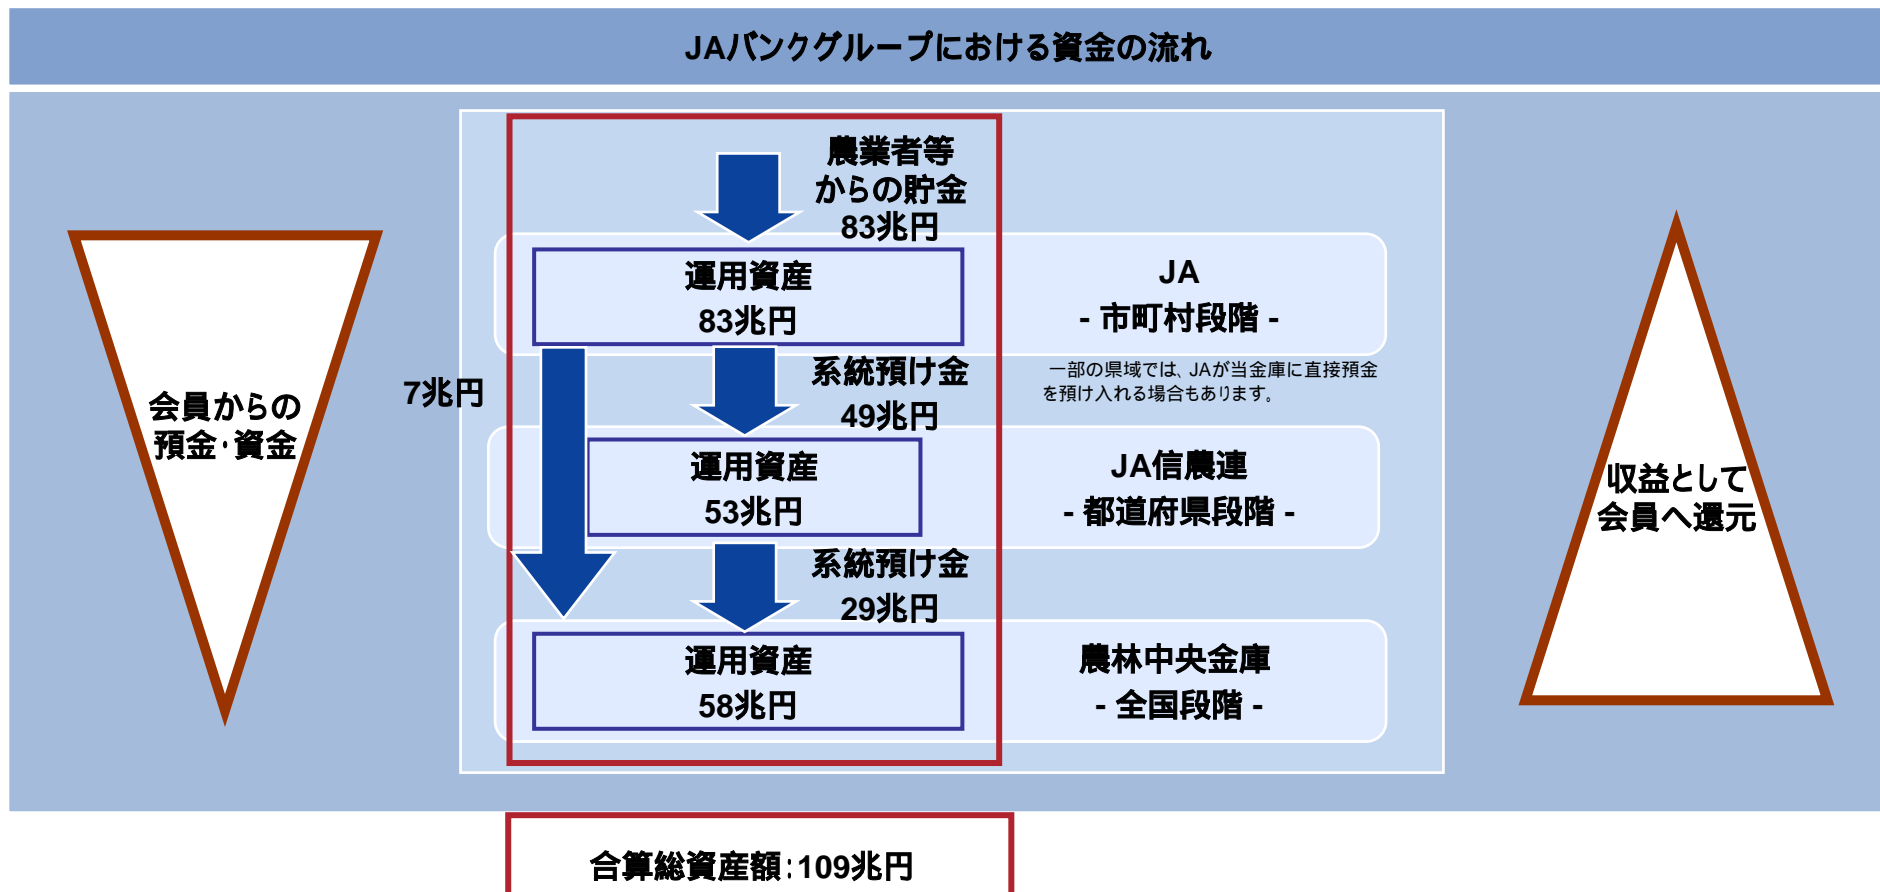 JAバンクグループにおける資金の流れ
農業者等
からの貯金
83兆円
運用資産
83兆円
JA
- 市町村段階 -
7兆円
系統預け金
49兆円
一部の県域では、JAが当金庫に直接預金
を預け入れる場合もあります。
会員からの
預金・資金
運用資産
53兆円
JA信農連
- 都道府県段階 -
収益として
会員へ還元
系統預け金
29兆円
運用資産
58兆円
農林中央金庫
- 全国段階 -
合算総資産額:109兆円